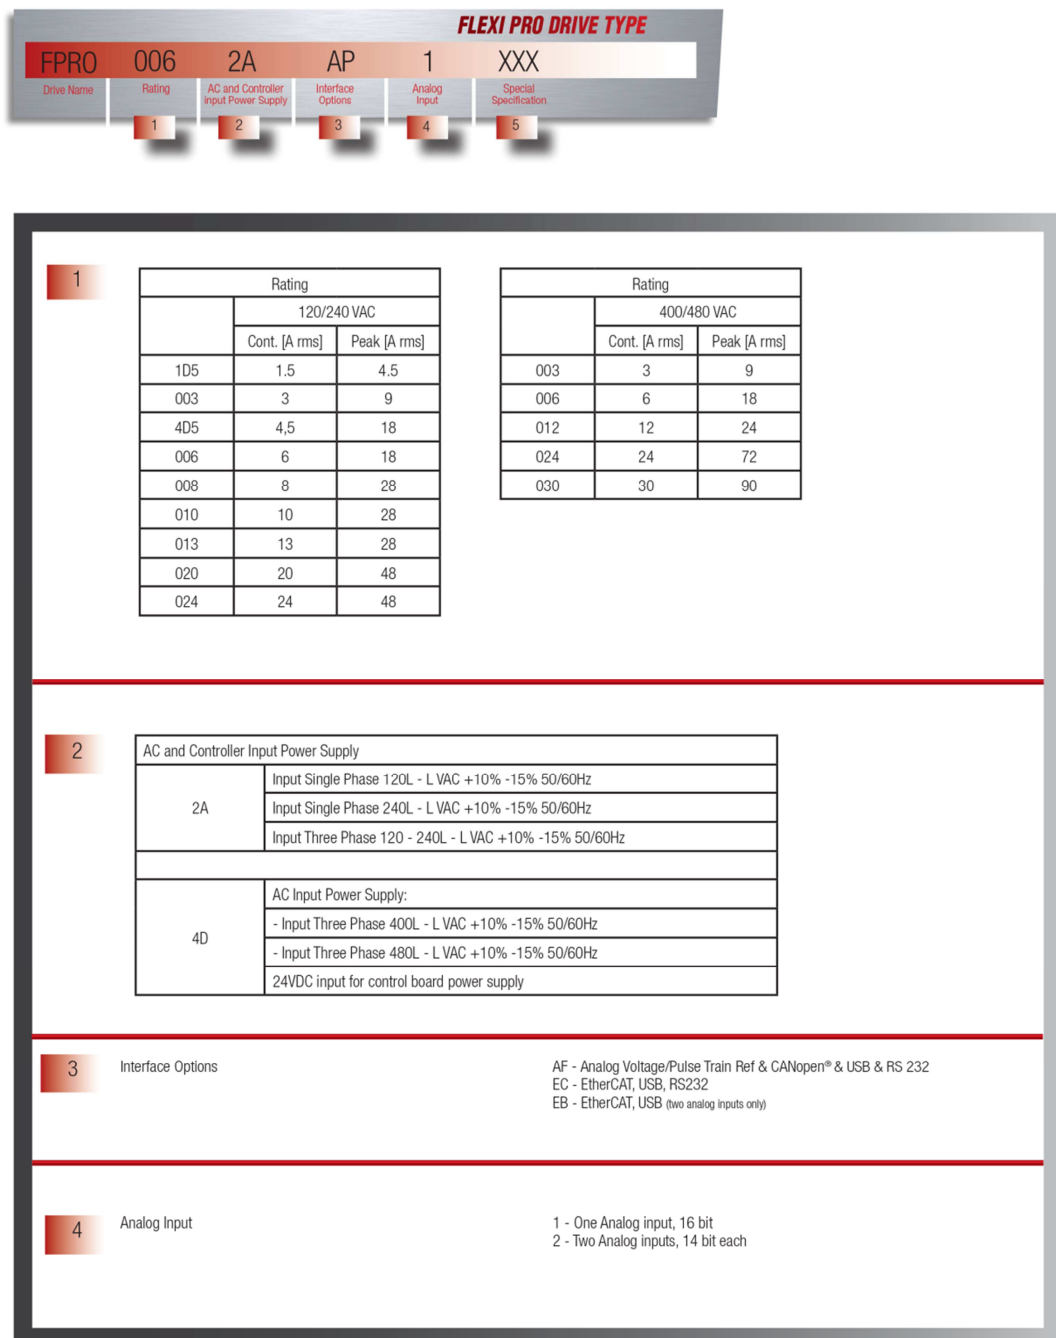 FLEXI PRO DRIVE TYPE
FPRO 006 2A AP 1 XXX
Drive Name Rating AC and Controller input Power Supply Interface Options Analog Input Special Specification
1 2 3 4 5
1
Rating
120/240 VAC
Cont. [A rms] Peak [A rms]
1D5 1.5 4.5
003 3 9
4D5 4,5 18
006 6 18
008 8 28
010 10 28
013 13 28
020 20 48
024 24 48
Rating
400/480 VAC
Cont. [A rms] Peak [A rms]
003 3 9
006 6 18
012 12 24
024 24 72
030 30 90
2
AC and Controller Input Power Supply
2A
Input Single Phase 120L - L VAC +10% -15% 50/60Hz
Input Single Phase 240L - L VAC +10% -15% 50/60Hz
Input Three Phase 120 - 240L - L VAC +10% -15% 50/60Hz
4D
AC Input Power Supply:
- Input Three Phase 400L - L VAC +10% -15% 50/60Hz
- Input Three Phase 480L - L VAC +10% -15% 50/60Hz
24VDC input for control board power supply
3
Interface Options
AF - Analog Voltage/Pulse Train Ref & CANopen® & USB & RS 232
EC - EtherCAT, USB, RS232
EB - EtherCAT, USB (two analog inputs only)
4
Analog Input
1 - One Analog input, 16 bit
2 - Two Analog inputs, 14 bit each